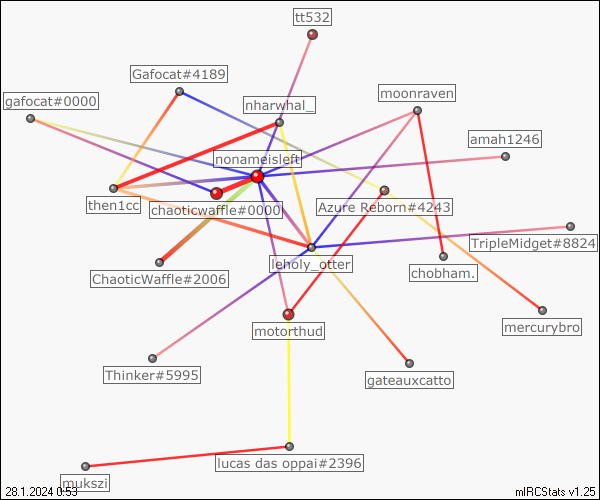 tt532
Gafocat#4189
moonraven
gafocat#0000
nharwhal_
amah1246
nonameisleft
then1cc
chaoticwaffle#0000
Azure Reborn#4243
TripleMidget#8824
leholy_otter
ChaoticWaffle#2006
chobham.
motorthud
mercurybro
Thinker#5995
gateauxcatto
lucas das oppai#2396
mukszi
28.1.2024 0:53
mIRCStats v1.25